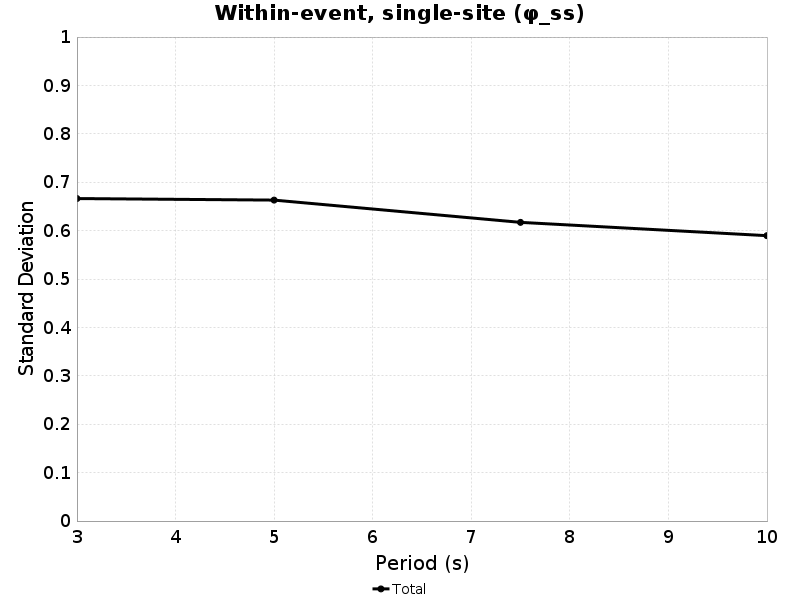 Within-event, single-site (φ_ss)
1
0.9
0.8
0.7
0.6
0.5
0.4
0.3
0.2
0.1
0
Standard Deviation
3 4 5 6 7 8 9 10
Period (s)
Total